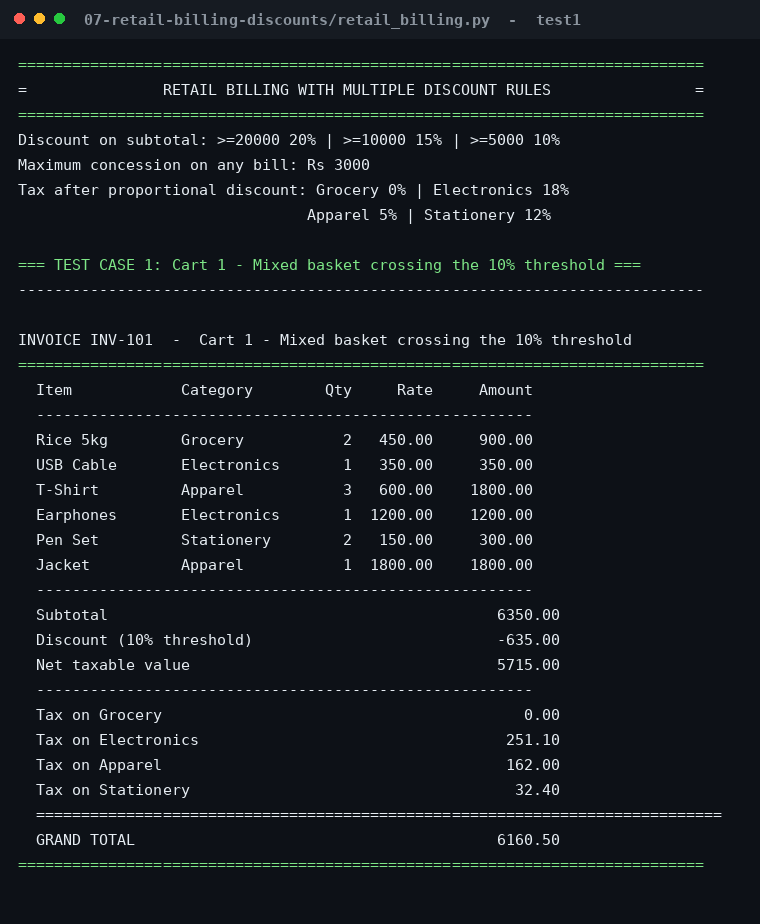 07-retail-billing-discounts/retail_billing.py  -  test1
============================================================================
=               RETAIL BILLING WITH MULTIPLE DISCOUNT RULES                =
============================================================================
Discount on subtotal: >=20000 20% | >=10000 15% | >=5000 10%
Maximum concession on any bill: Rs 3000
Tax after proportional discount: Grocery 0% | Electronics 18%
                                Apparel 5% | Stationery 12%

=== TEST CASE 1: Cart 1 - Mixed basket crossing the 10% threshold ===
----------------------------------------------------------------------------

INVOICE INV-101  -  Cart 1 - Mixed basket crossing the 10% threshold
============================================================================
  Item            Category        Qty     Rate     Amount
  -------------------------------------------------------
  Rice 5kg        Grocery           2   450.00     900.00
  USB Cable       Electronics       1   350.00     350.00
  T-Shirt         Apparel           3   600.00    1800.00
  Earphones       Electronics       1  1200.00    1200.00
  Pen Set         Stationery        2   150.00     300.00
  Jacket          Apparel           1  1800.00    1800.00
  -------------------------------------------------------
  Subtotal                                           6350.00
  Discount (10% threshold)                           -635.00
  Net taxable value                                  5715.00
  -------------------------------------------------------
  Tax on Grocery                                        0.00
  Tax on Electronics                                  251.10
  Tax on Apparel                                      162.00
  Tax on Stationery                                    32.40
  ============================================================================
  GRAND TOTAL                                        6160.50
============================================================================